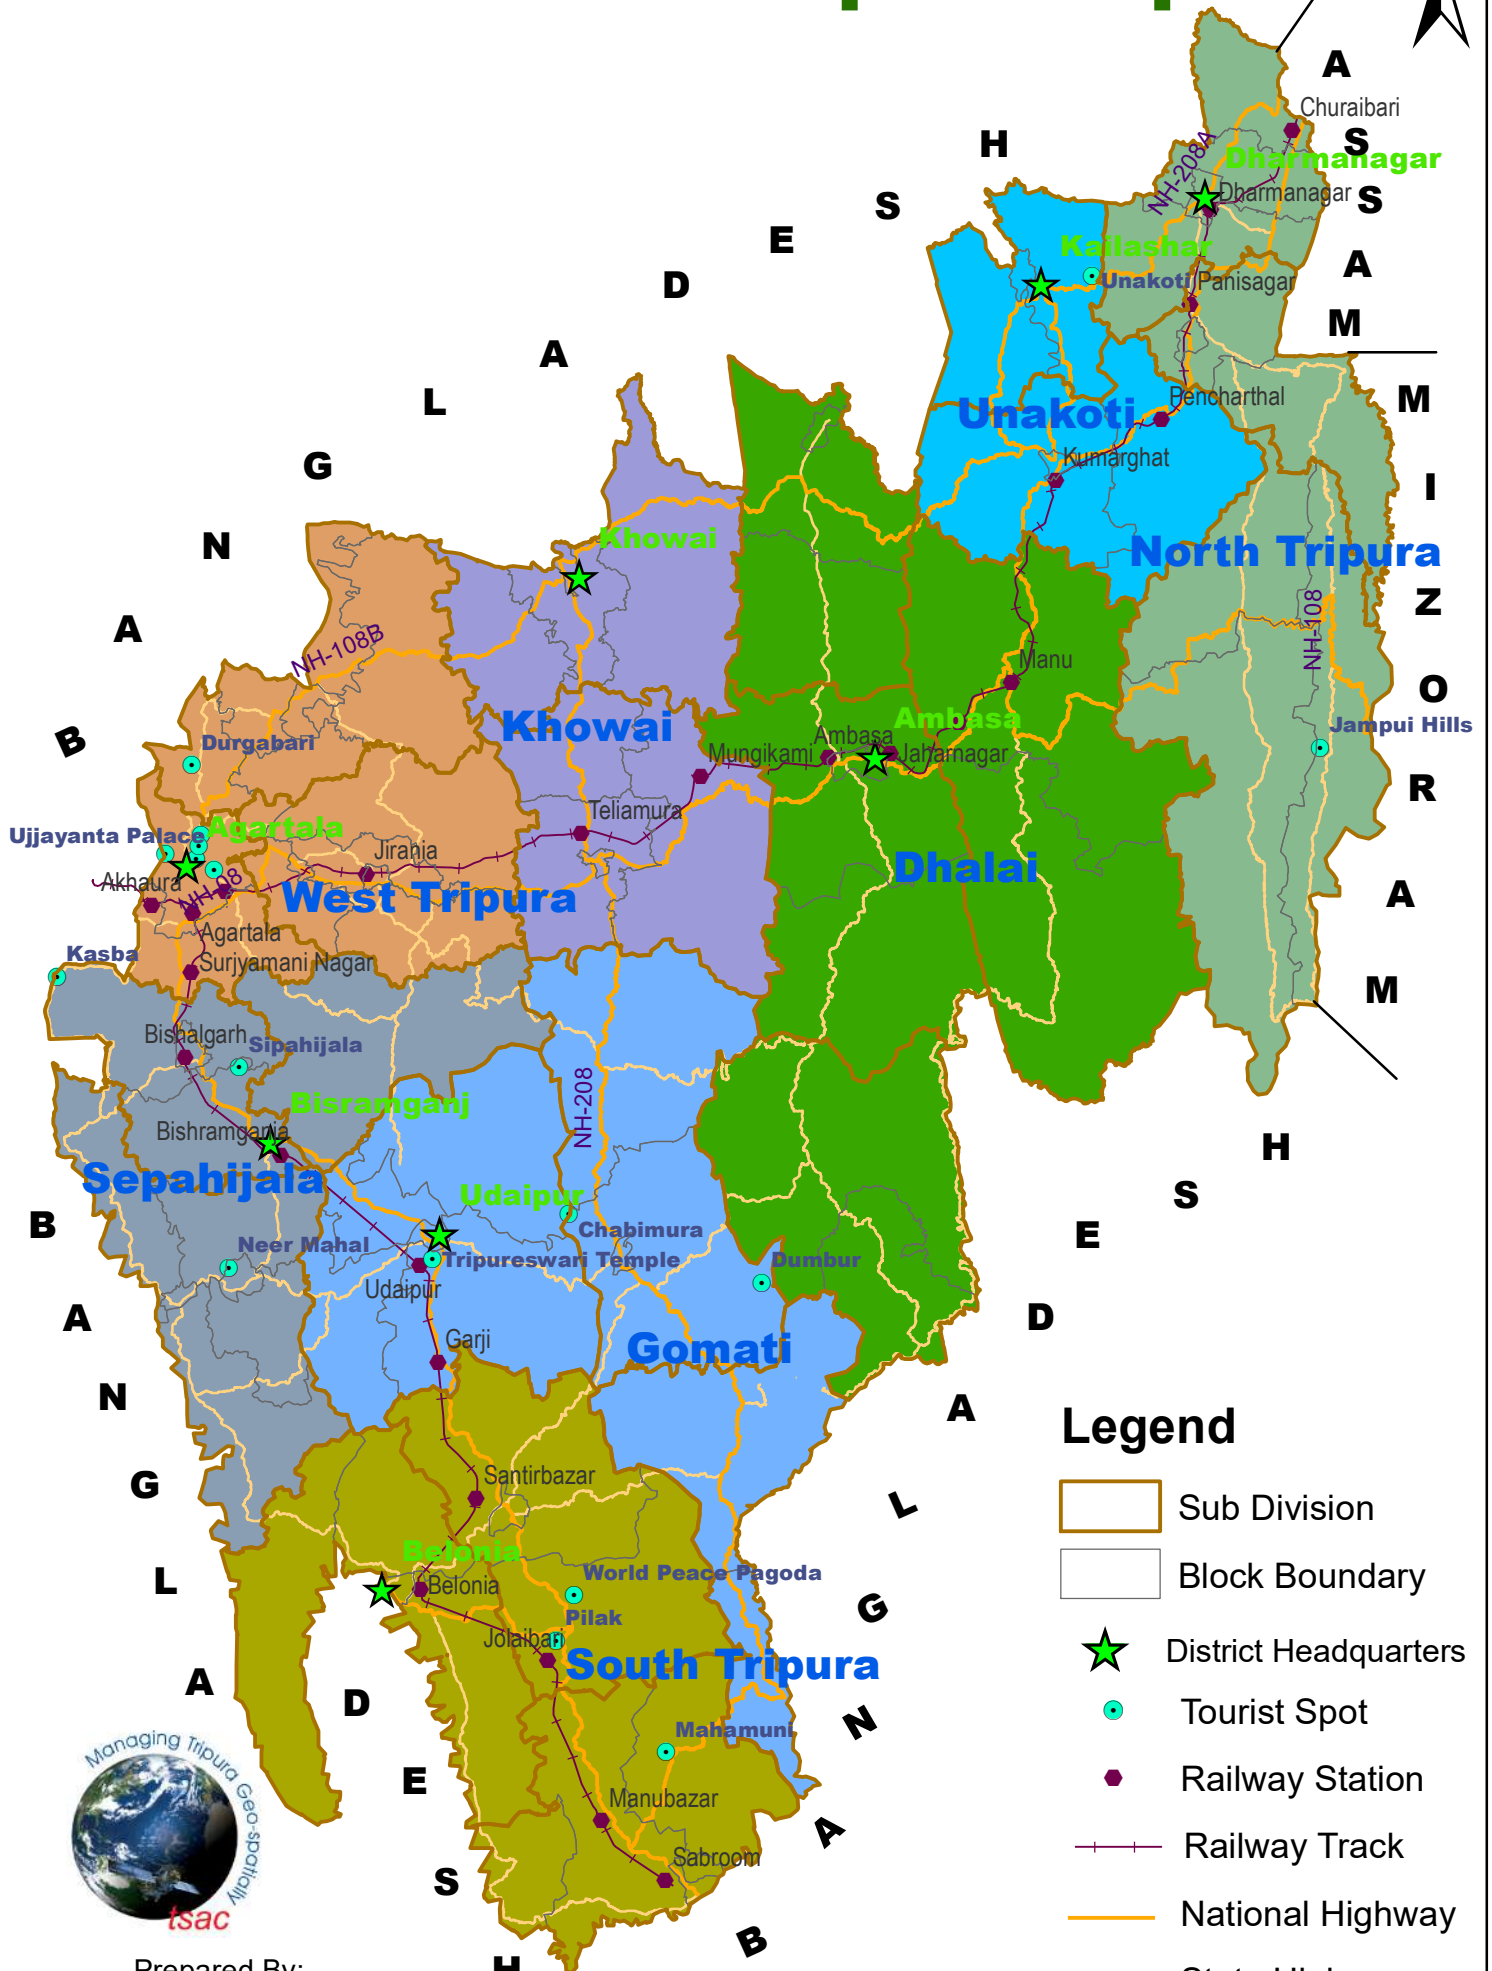 A
Churaibari
S
H
Dharmanagar
NH-208A
Dharmanagar
S
S
E
Kailashar
A
Unakoti
Panisagar
D
M
A
L
Pencharthal
M
Unakoti
G
Kumarghat
I
N
Khowai
North Tripura
Z
A
NH-108B
NH-108
Manu
O
B
Durgabari
Khowai
Ambasa
Jampui Hills
Mungikami
Ambasa
Jaharnagar
R
Teliamura
Ujjayanta Palace
Agartala
Jirania
Dhalai
Akhaura
NH-08
West Tripura
A
Agartala
Kasba
Surjyamani Nagar
M
Bishalgarh
Sipahijala
NH-208
Bisramganj
Bishramganja
H
Sepahijala
Udaipur
S
B
Chabimura
E
Neer Mahal
Tripureswari Temple
Dumbur
Udaipur
A
D
Garji
Gomati
N
A
Legend
Santirbazar
G
L
Sub Division
Belonia
World Peace Pagoda
Block Boundary
L
Belonia
G
Pilak
Jolaibari
District Headquarters
South Tripura
A
D
N
Tourist Spot
Mahamuni
Managing Tripura Geo-spatially
E
Railway Station
Manubazar
A
Railway Track
Sabroom
S
tsac
National Highway
B
H
Prepared By: